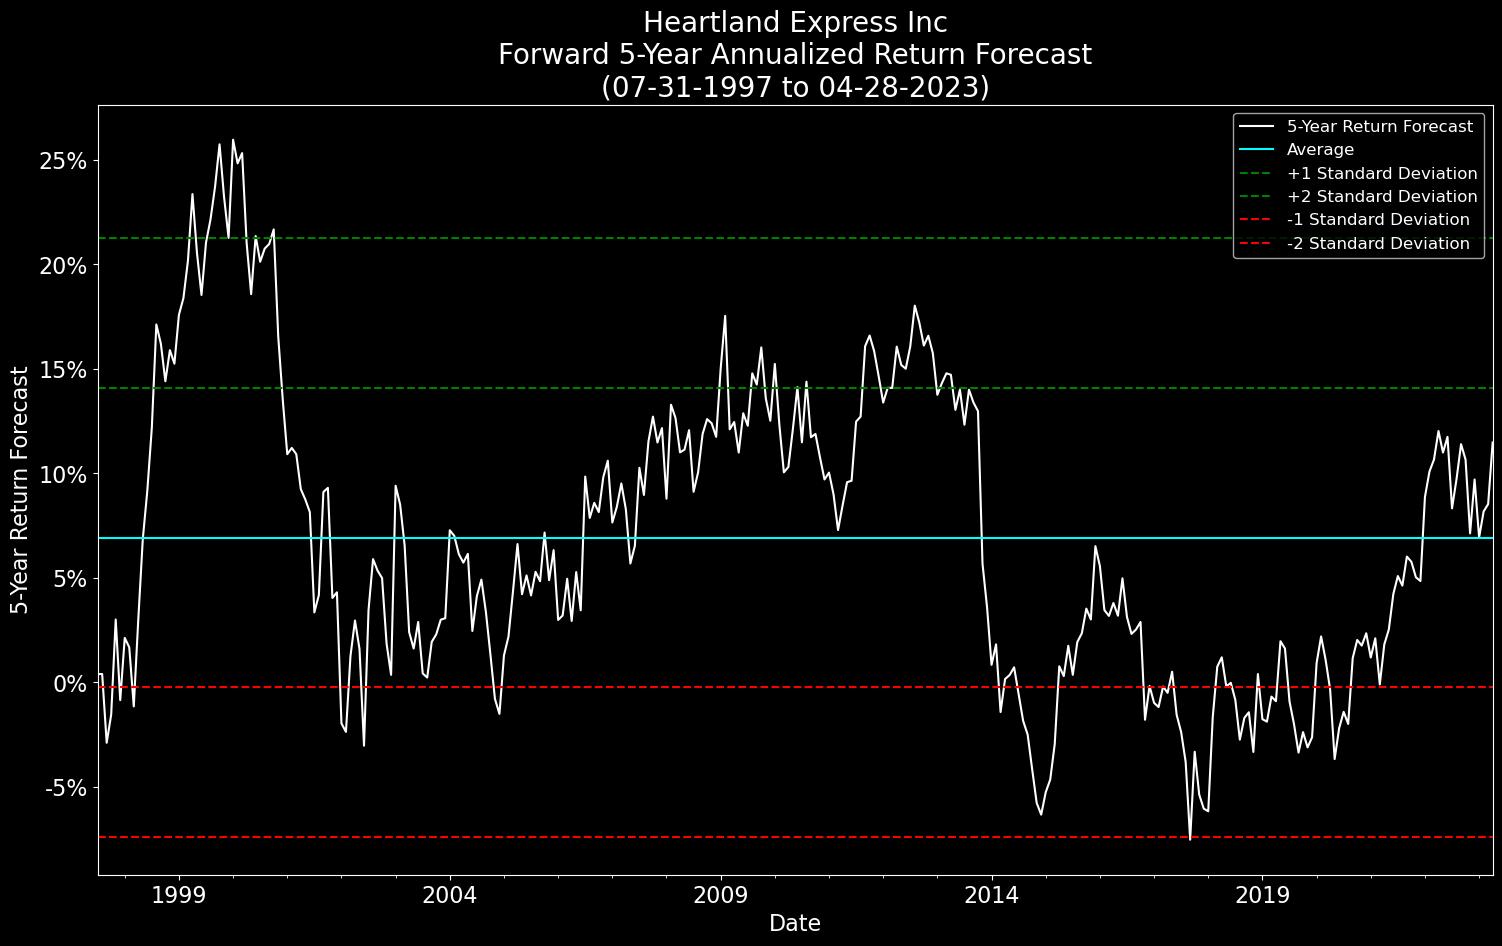 Heartland Express Inc
Forward 5-Year Annualized Return Forecast
(07-31-1997 to 04-28-2023)
5-Year Return Forecast
Average
+1 Standard Deviation
+2 Standard Deviation
-1 Standard Deviation
-2 Standard Deviation
25%
20%
15%
10%
5%
0%
-5%
5-Year Return Forecast
1999
2004
2009
2014
2019
Date